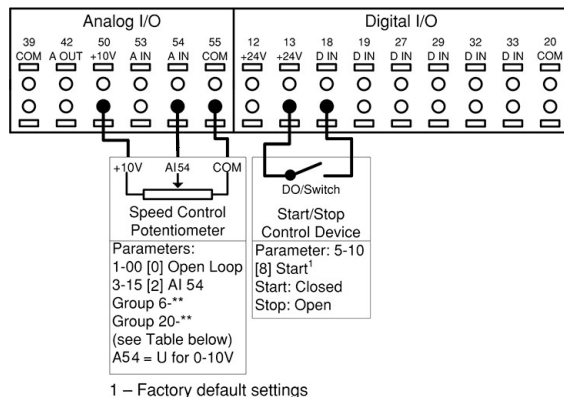 Analog I/O Digital I/O
39 42 50 53 54 55 12 13 18 19 27 29 32 33 20
COM A OUT +10V A IN A IN COM +24V +24V D IN D IN D IN D IN D IN D IN COM
+10V AI54 COM
DO/Switch
Speed Control
Potentiometer
Parameters:
1-00 [0] Open Loop
3-15 [2] AI 54
Group 6-**
Group 20-**
(see Table below)
A54 = U for 0-10V
Start/Stop
Control Device
Parameter: 5-10
[8] Start¹
Start: Closed
Stop: Open
1 – Factory default settings